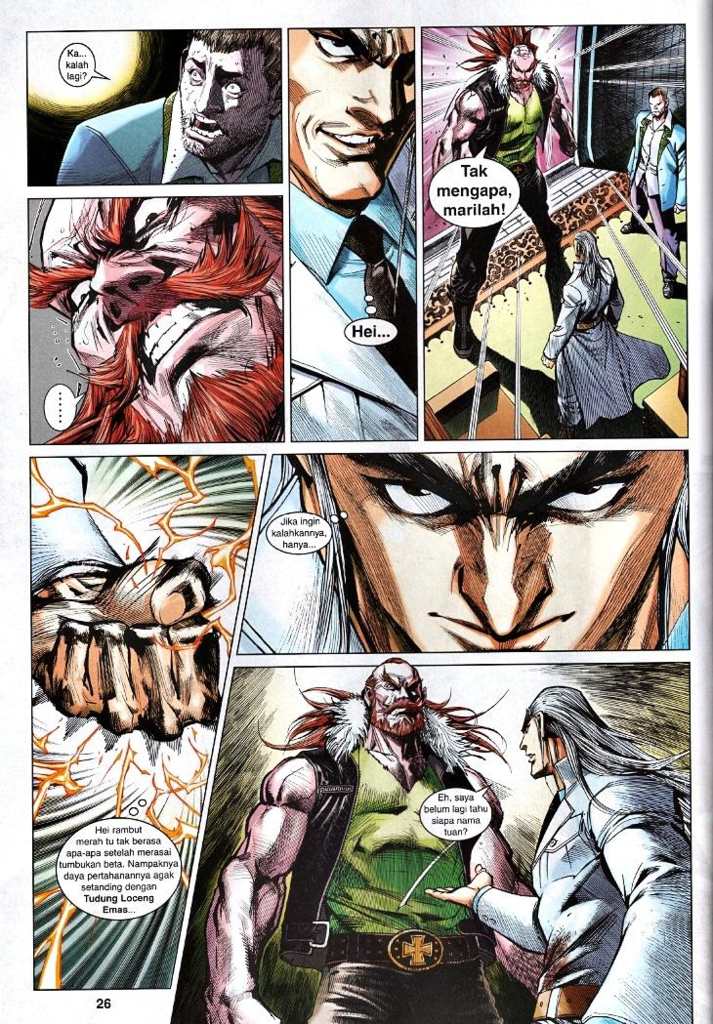 Ka...
kalah
lagi?
......
Hei...
Tak
mengapa,
marilah!
Hei rambut
merah tu tak berasa
apa-apa setelah merasai
tumbukan beta. Nampaknya
daya pertahanannya agak
setanding dengan
Tudung Loceng
Emas...
Jika ingin
kalahkannya,
hanya...
Eh, saya
belum lagi tahu
siapa nama
tuan?
26